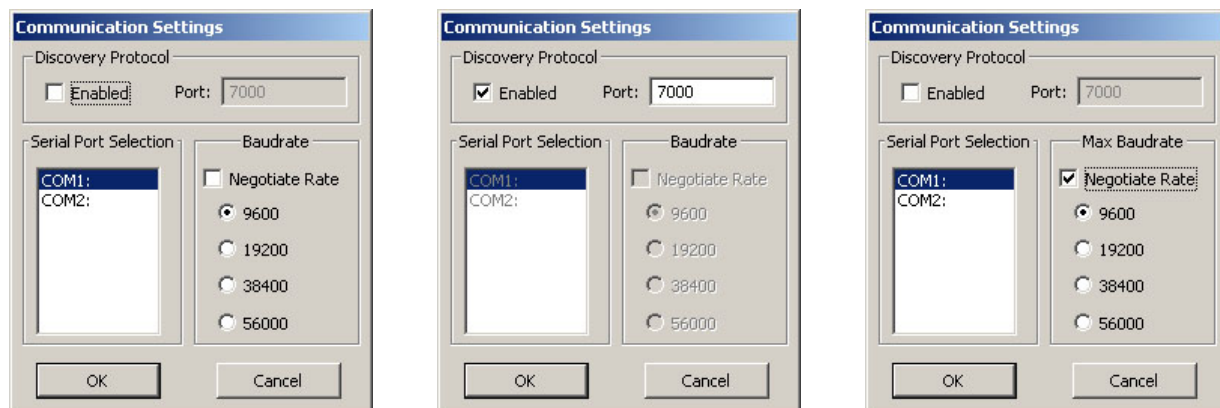 Communication Settings
Discovery Protocol
Enabled Port: 7000
Serial Port Selection
COM1:
COM2:
Baudrate
Negotiate Rate
9600
19200
38400
56000
OK Cancel
Communication Settings
Discovery Protocol
Enabled Port: 7000
Serial Port Selection
COM1:
COM2:
Baudrate
Negotiate Rate
9600
19200
38400
56000
OK Cancel
Communication Settings
Discovery Protocol
Enabled Port: 7000
Serial Port Selection
COM1:
COM2:
Max Baudrate
Negotiate Rate
9600
19200
38400
56000
OK Cancel